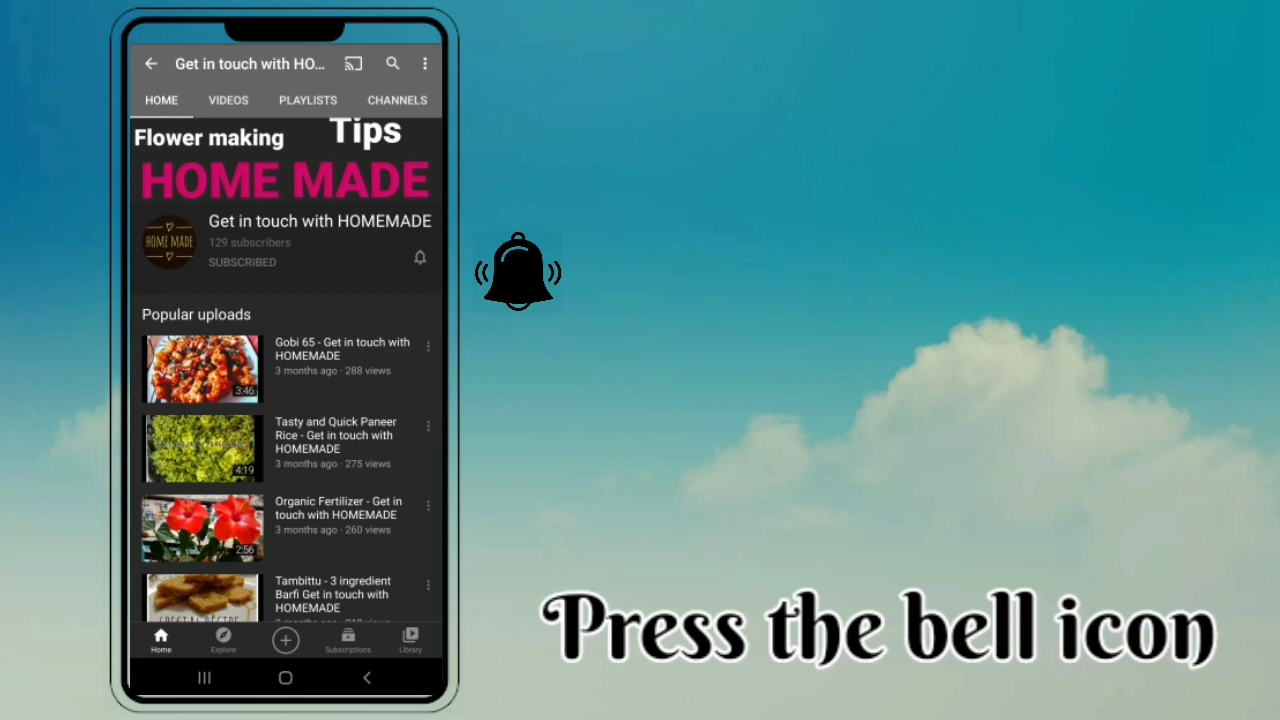 Get in touch with HO...
HOME VIDEOS PLAYLISTS CHANNELS
Flower making Tips
HOME MADE
HOME MADE
Get in touch with HOMEMADE
129 subscribers
SUBSCRIBED
Popular uploads
Gobi 65 - Get in touch with
HOMEMADE
3 months ago · 288 views
3:46
Tasty and Quick Paneer
Rice - Get in touch with
HOMEMADE
3 months ago · 275 views
4:19
Organic Fertilizer - Get in
touch with HOMEMADE
3 months ago · 260 views
2:56
Tambittu - 3 ingredient
Barfi Get in touch with
HOMEMADE
Home Explore Subscriptions Library
Press the bell icon